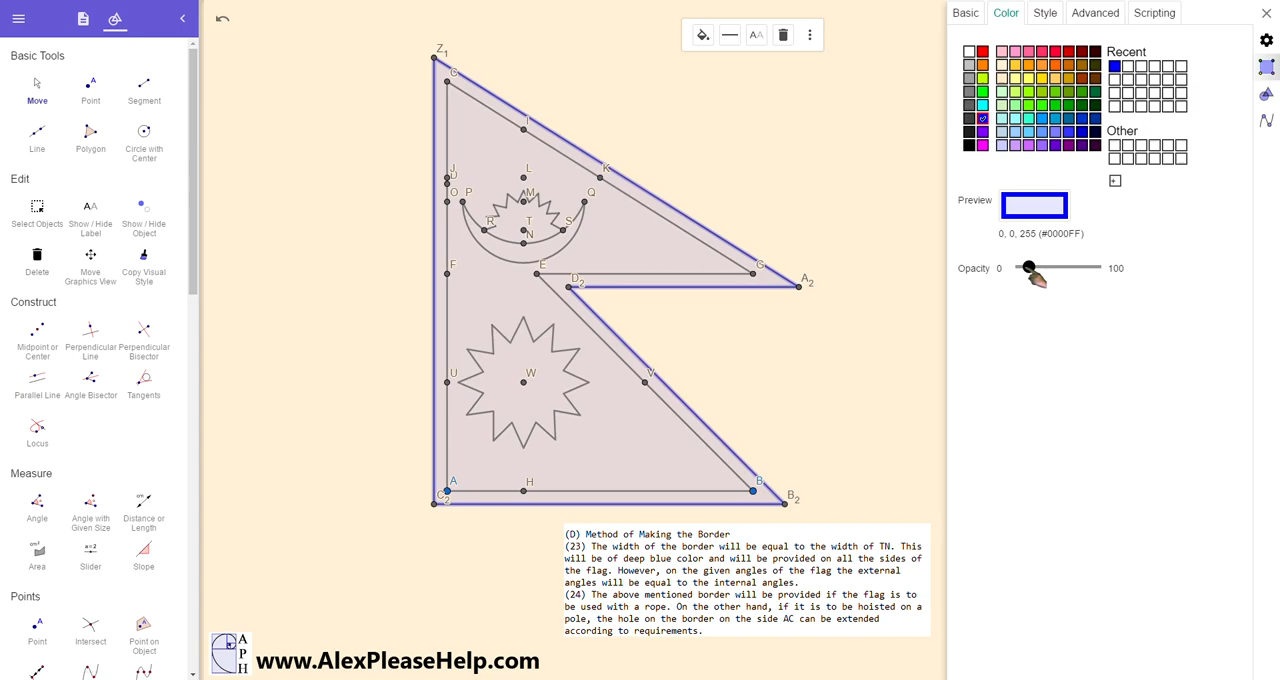 Basic Tools
Move
Point
Segment
Line
Polygon
Circle with
Center
Edit
Select Objects
Show / Hide
Label
Show / Hide
Object
Delete
Move
Graphics View
Copy Visual
Style
Construct
Midpoint or
Center
Perpendicular
Line
Perpendicular
Bisector
Parallel Line
Angle Bisector
Tangents
Locus
Measure
Angle
Angle with
Given Size
Distance or
Length
Area
Slider
Slope
Points
Point
Intersect
Point on
Object
AA
Z1
C
I
J
D
L
K
O
P
M
Q
R
T
S
N
F
E
G
D2
A2
U
W
V
A
H
B
C2
B2
(D) Method of Making the Border
(23) The width of the border will be equal to the width of TN. This
will be of deep blue color and will be provided on all the sides of
the flag. However, on the given angles of the flag the external
angles will be equal to the internal angles.
(24) The above mentioned border will be provided if the flag is to
be used with a rope. On the other hand, if it is to be hoisted on a
pole, the hole on the border on the side AC can be extended
according to requirements.
A
P
H
www.AlexPleaseHelp.com
Basic
Color
Style
Advanced
Scripting
Recent
Other
Preview
0, 0, 255 (#0000FF)
Opacity 0 100